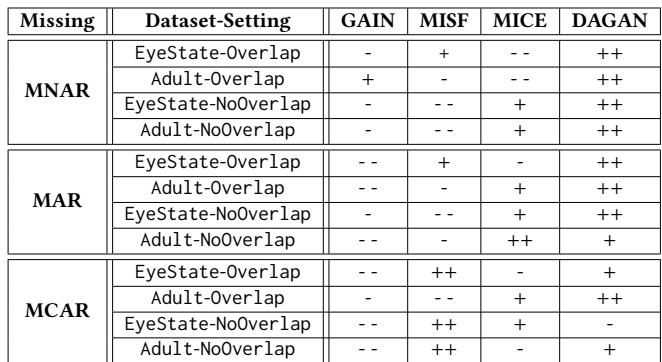 Missing Dataset-Setting GAIN MISF MICE DAGAN
EyeState-Overlap - + - - ++
Adult-Overlap + - - - ++
MNAR
EyeState-NoOverlap - - - + ++
Adult-NoOverlap - - - + ++
EyeState-Overlap - - + - ++
Adult-Overlap - - - + ++
MAR
EyeState-NoOverlap - - - + ++
Adult-NoOverlap - - - ++ +
EyeState-Overlap - - ++ - +
Adult-Overlap - - - + ++
MCAR
EyeState-NoOverlap - - ++ + -
Adult-NoOverlap - - ++ - +